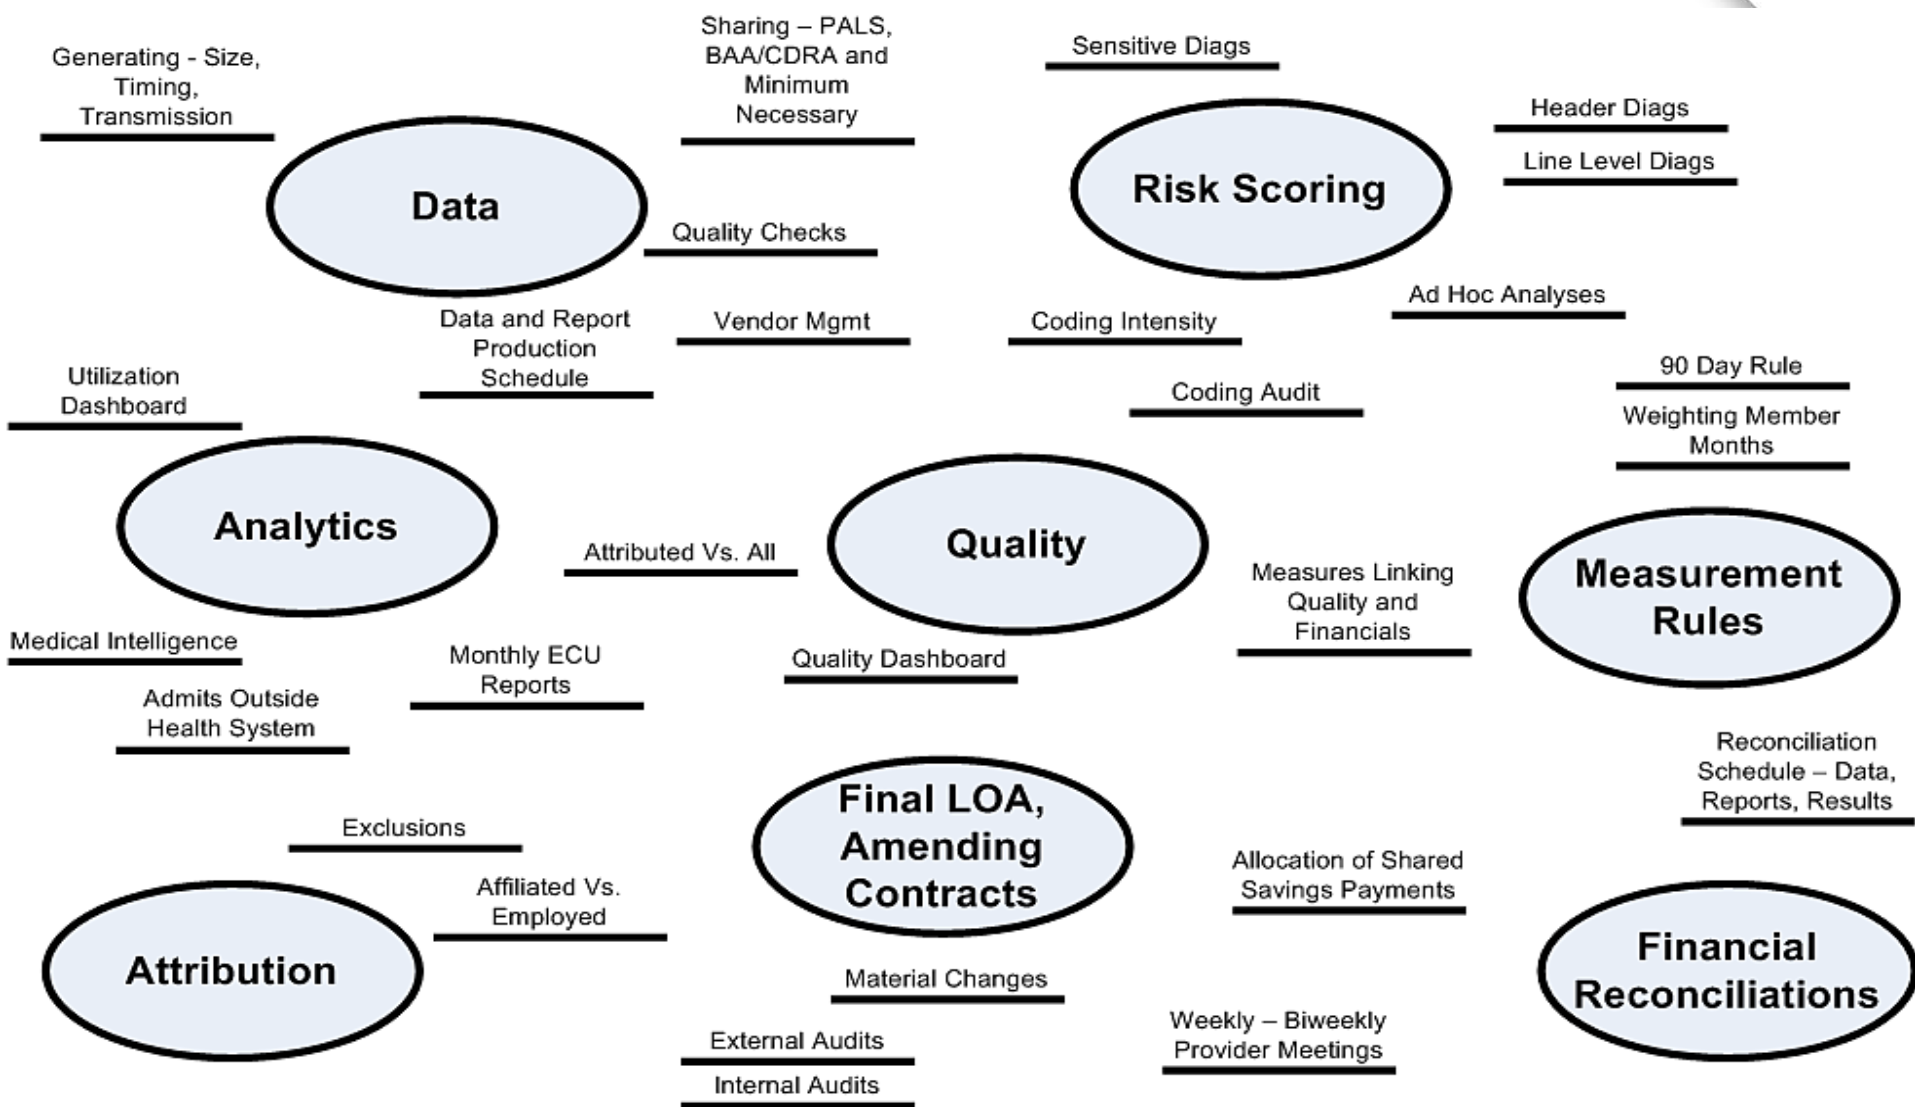 Generating - Size,
Timing,
Transmission
Sharing – PALS,
BAA/CDRA and
Minimum
Necessary
Sensitive Diags
Header Diags
Line Level Diags
Data
Risk Scoring
Quality Checks
Data and Report
Production
Schedule
Vendor Mgmt
Coding Intensity
Ad Hoc Analyses
Coding Audit
90 Day Rule
Weighting Member
Months
Utilization
Dashboard
Analytics
Attributed Vs. All
Quality
Measures Linking
Quality and
Financials
Measurement
Rules
Medical Intelligence
Admits Outside
Health System
Monthly ECU
Reports
Quality Dashboard
Reconciliation
Schedule – Data,
Reports, Results
Exclusions
Affiliated Vs.
Employed
Final LOA,
Amending
Contracts
Allocation of Shared
Savings Payments
Attribution
Financial
Reconciliations
Material Changes
External Audits
Internal Audits
Weekly – Biweekly
Provider Meetings